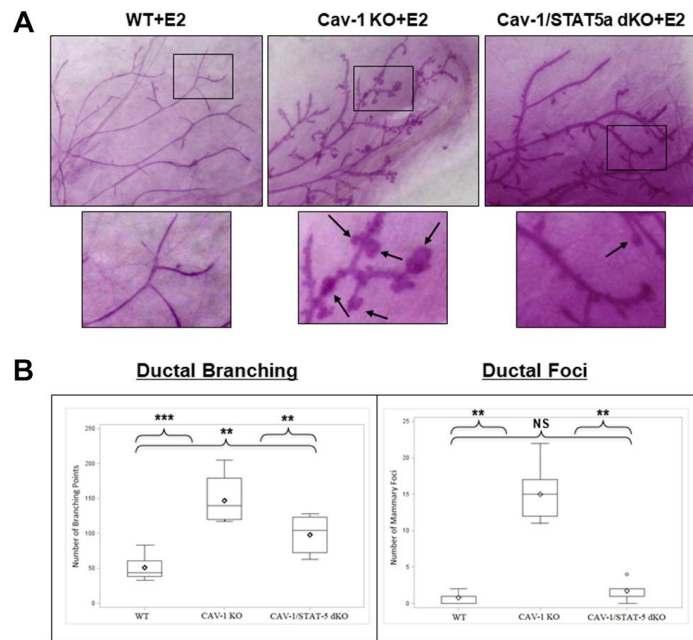 A
WT+E2 Cav-1 KO+E2 Cav-1/STAT5a dKO+E2
B
Ductal Branching
Number of Branching Points
250
200
150
100
50
0
*** ** **
WT CAV-1 KO CAV-1/STAT-5 dKO
Ductal Foci
Number of Mammary Foci
25
20
15
10
5
0
** NS **
WT CAV-1 KO CAV-1/STAT-5 dKO